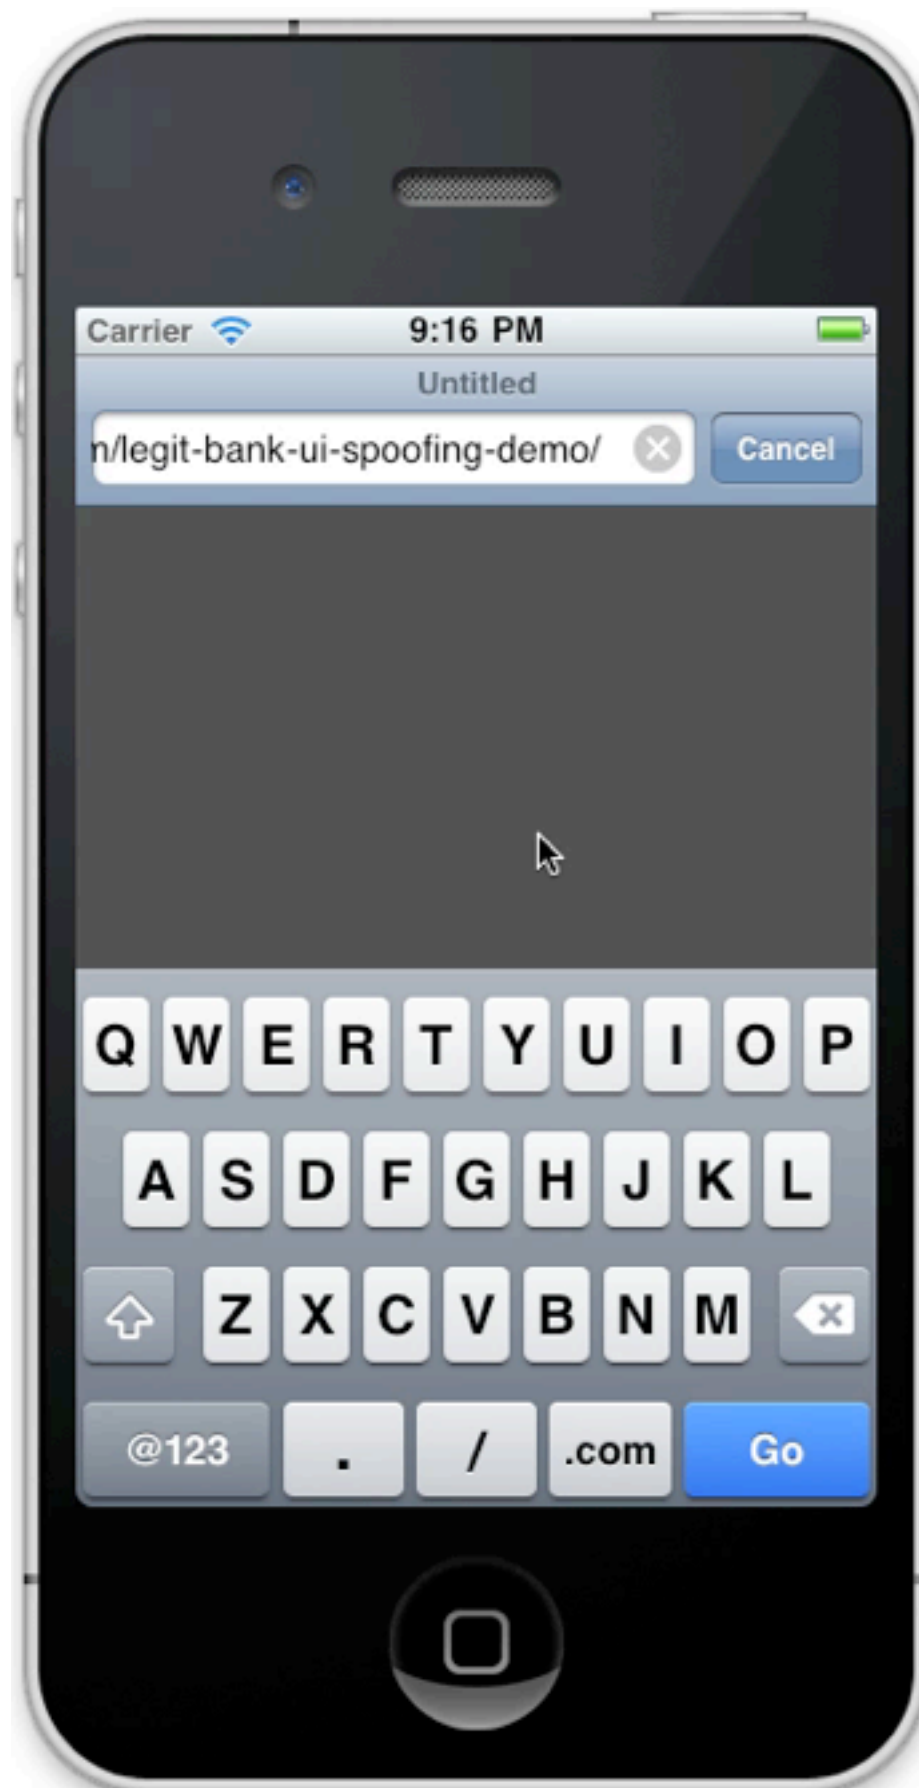 Carrier 9:16 PM
Untitled
n/legit-bank-ui-spoofing-demo/ Cancel
Q W E R T Y U I O P
A S D F G H J K L
Z X C V B N M
@123 . / .com Go